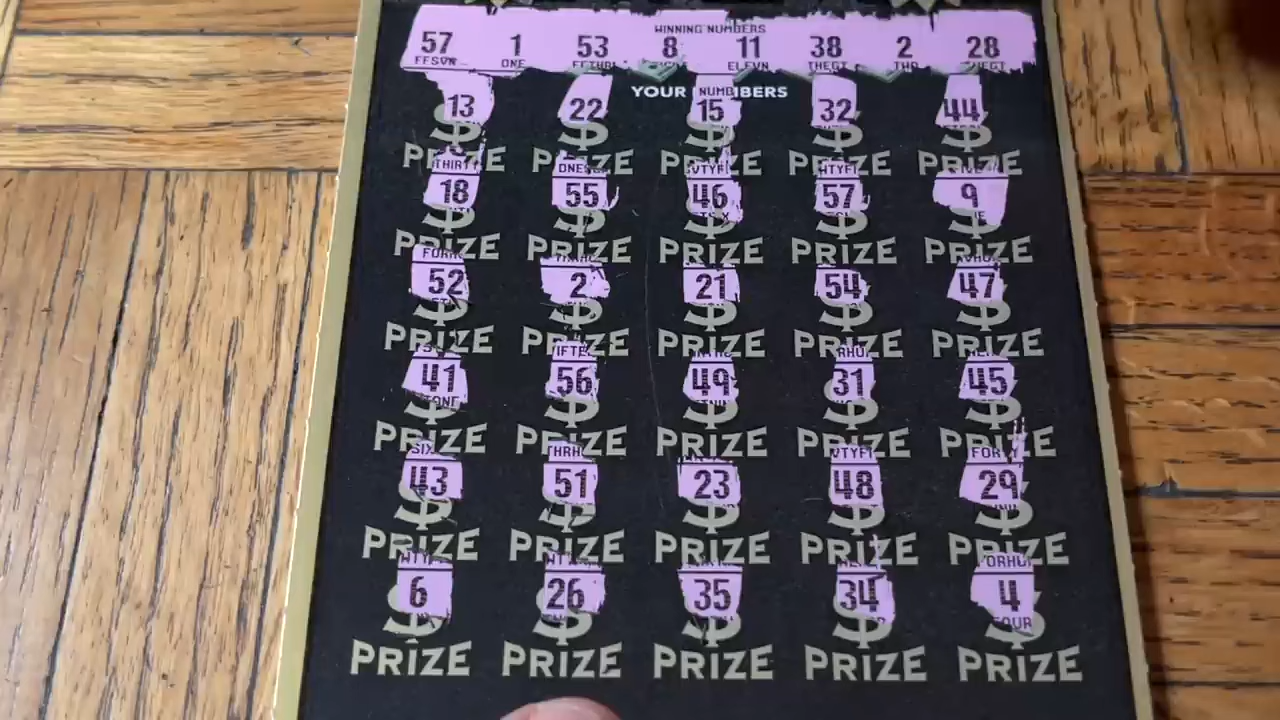 WINNING NUMBERS
57 1 53 8 11 38 2 28
ONE ELEVN THEGT
YOUR NUMBERS
13 22 15 32 44
$ $ $ $ $
PRIZE PRIZE PRIZE PRIZE PRIZE
18 55 46 57 9
$ $ $ $ $
PRIZE PRIZE PRIZE PRIZE PRIZE
52 2 21 54 47
$ $ $ $ $
PRIZE PRIZE PRIZE PRIZE PRIZE
41 56 49 31 45
$ $ $ $ $
PRIZE PRIZE PRIZE PRIZE PRIZE
43 51 23 48 29
$ $ $ $ $
PRIZE PRIZE PRIZE PRIZE PRIZE
6 26 35 34 4
FOUR
$ $ $ $ $
PRIZE PRIZE PRIZE PRIZE PRIZE